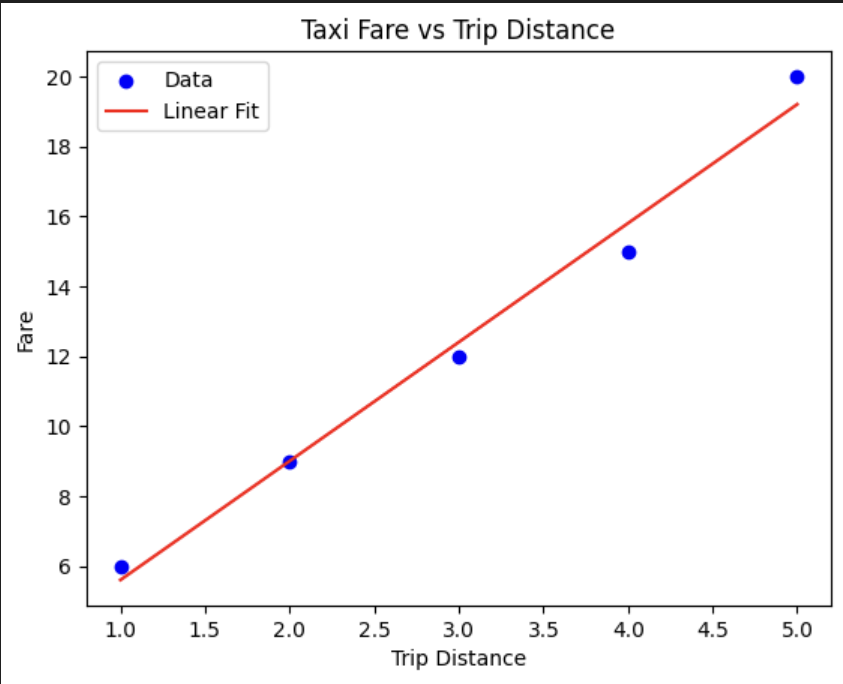 Taxi Fare vs Trip Distance
Data
Linear Fit
20
18
16
14
12
10
8
6
Fare
1.0 1.5 2.0 2.5 3.0 3.5 4.0 4.5 5.0
Trip Distance